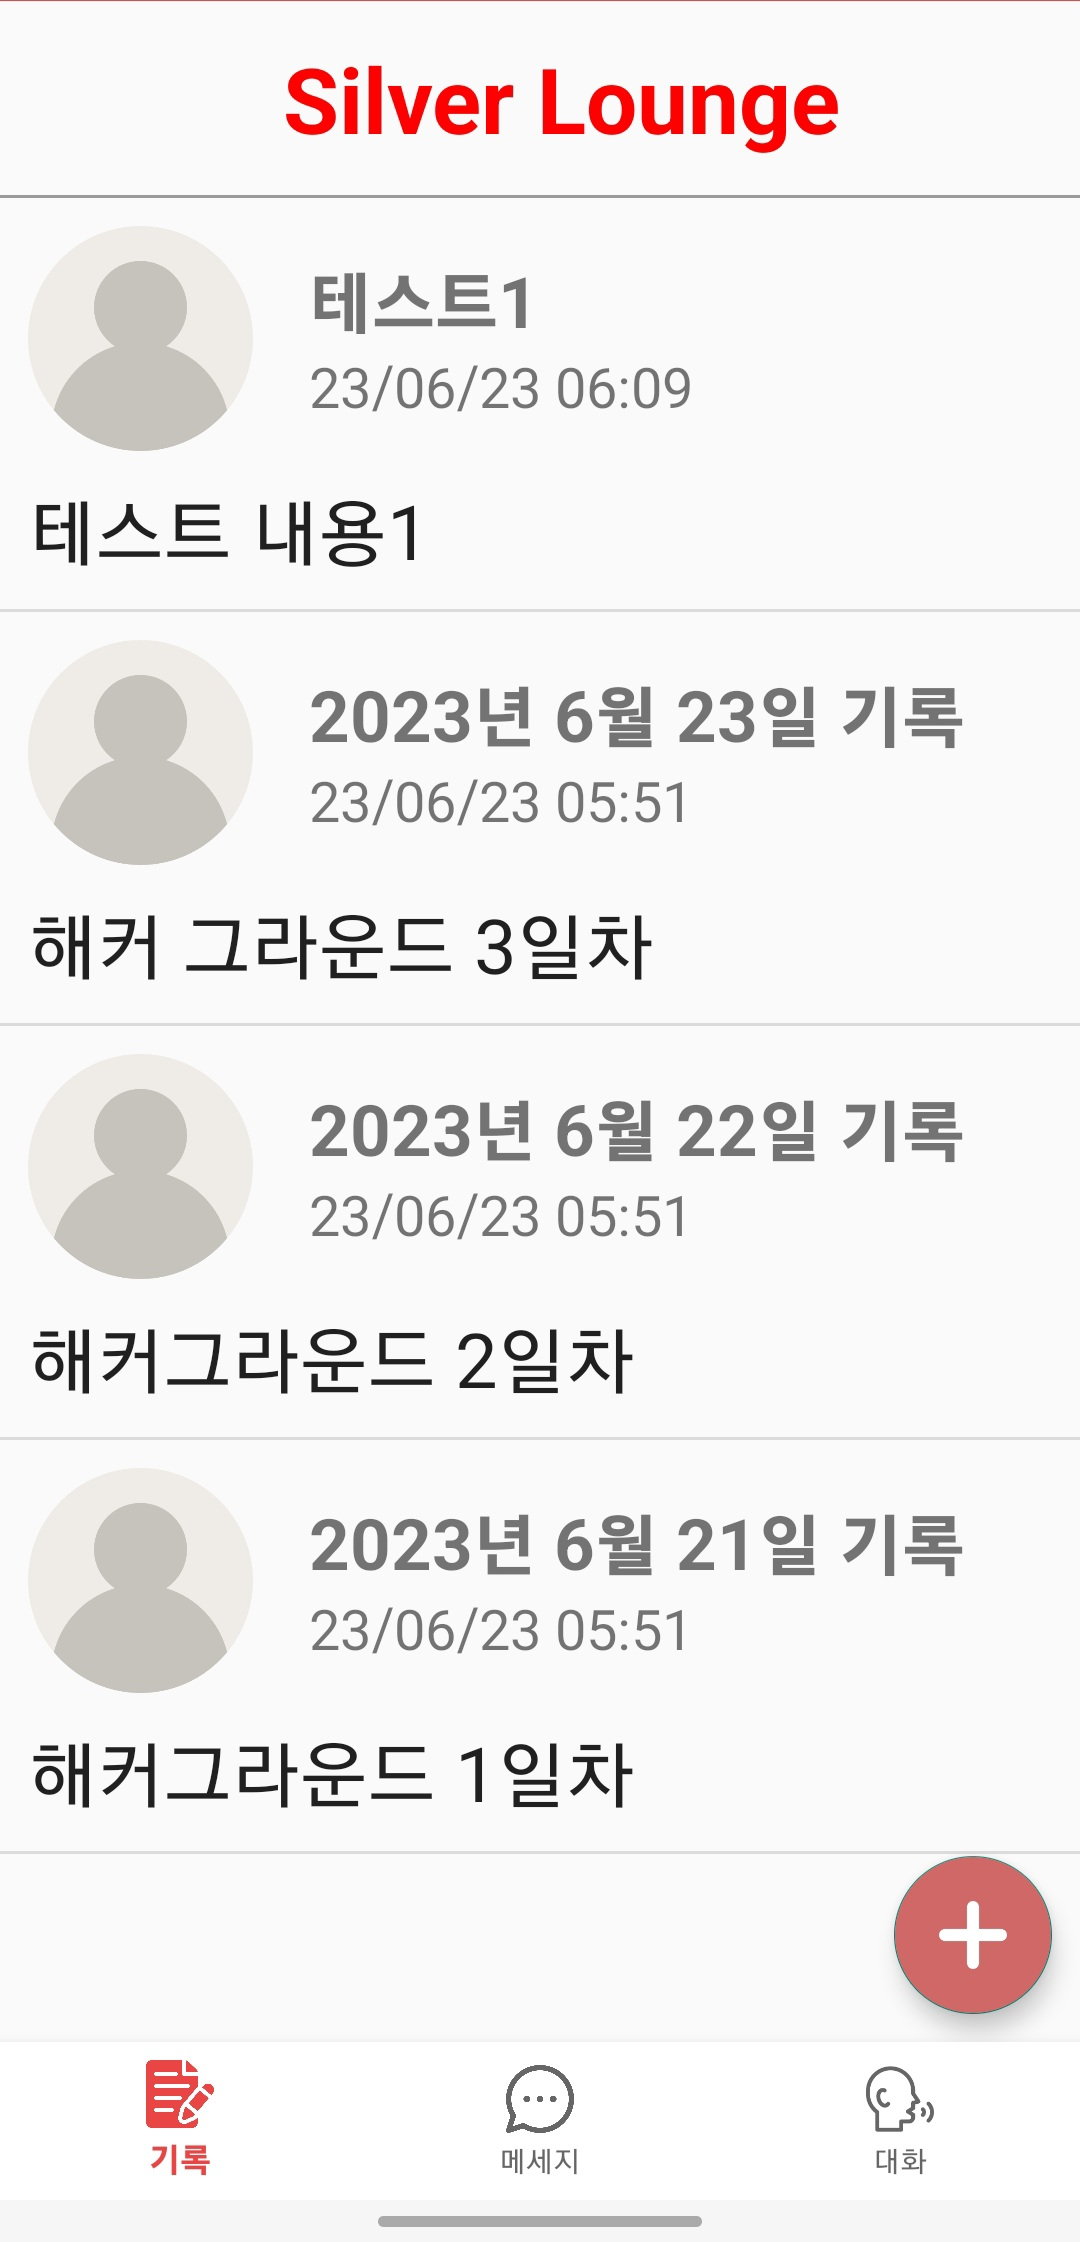 Silver Lounge
테스트1
23/06/23 06:09
테스트 내용1
2023년 6월 23일 기록
23/06/23 05:51
해커 그라운드 3일차
2023년 6월 22일 기록
23/06/23 05:51
해커그라운드 2일차
2023년 6월 21일 기록
23/06/23 05:51
해커그라운드 1일차
기록
메세지
대화